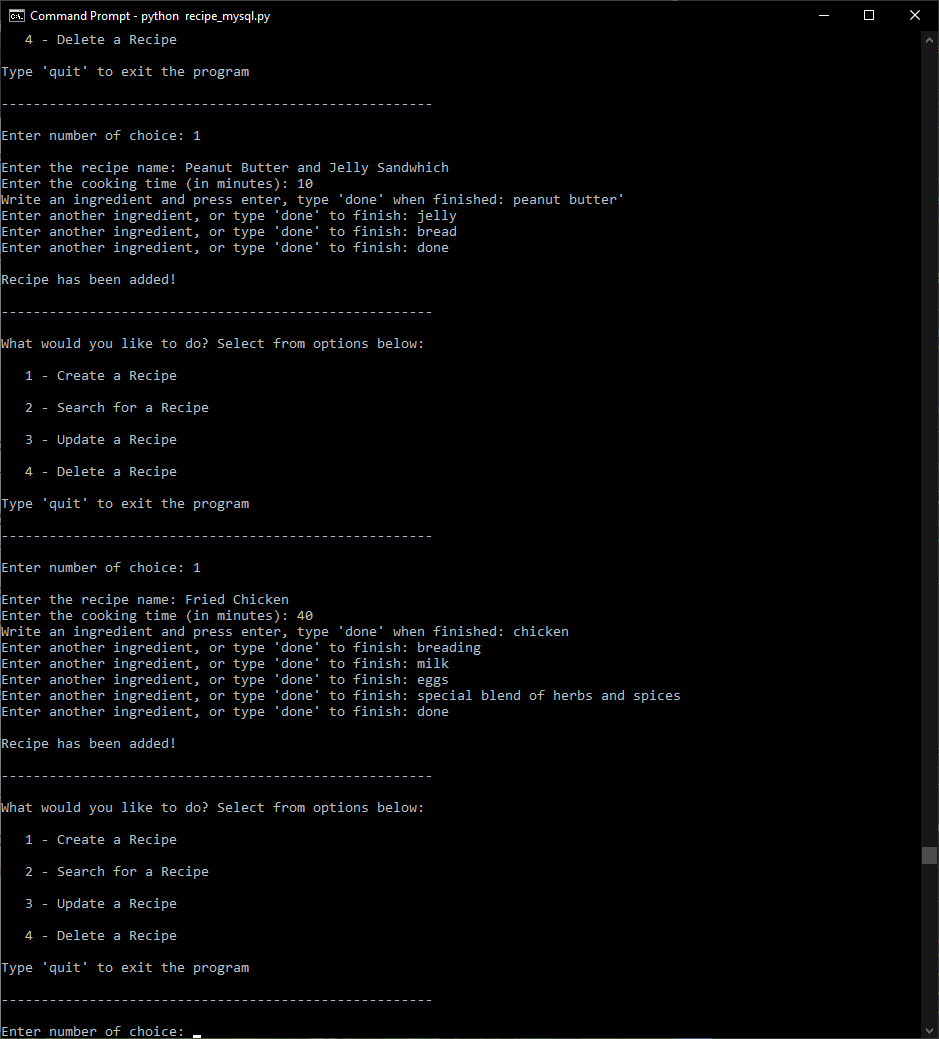 Command Prompt - python  recipe_mysql.py
4 - Delete a Recipe
Type 'quit' to exit the program
------------------------------------------------------
Enter number of choice: 1
Enter the recipe name: Peanut Butter and Jelly Sandwhich
Enter the cooking time (in minutes): 10
Write an ingredient and press enter, type 'done' when finished: peanut butter'
Enter another ingredient, or type 'done' to finish: jelly
Enter another ingredient, or type 'done' to finish: bread
Enter another ingredient, or type 'done' to finish: done
Recipe has been added!
------------------------------------------------------
What would you like to do? Select from options below:
1 - Create a Recipe
2 - Search for a Recipe
3 - Update a Recipe
4 - Delete a Recipe
Type 'quit' to exit the program
------------------------------------------------------
Enter number of choice: 1
Enter the recipe name: Fried Chicken
Enter the cooking time (in minutes): 40
Write an ingredient and press enter, type 'done' when finished: chicken
Enter another ingredient, or type 'done' to finish: breading
Enter another ingredient, or type 'done' to finish: milk
Enter another ingredient, or type 'done' to finish: eggs
Enter another ingredient, or type 'done' to finish: special blend of herbs and spices
Enter another ingredient, or type 'done' to finish: done
Recipe has been added!
------------------------------------------------------
What would you like to do? Select from options below:
1 - Create a Recipe
2 - Search for a Recipe
3 - Update a Recipe
4 - Delete a Recipe
Type 'quit' to exit the program
------------------------------------------------------
Enter number of choice: _